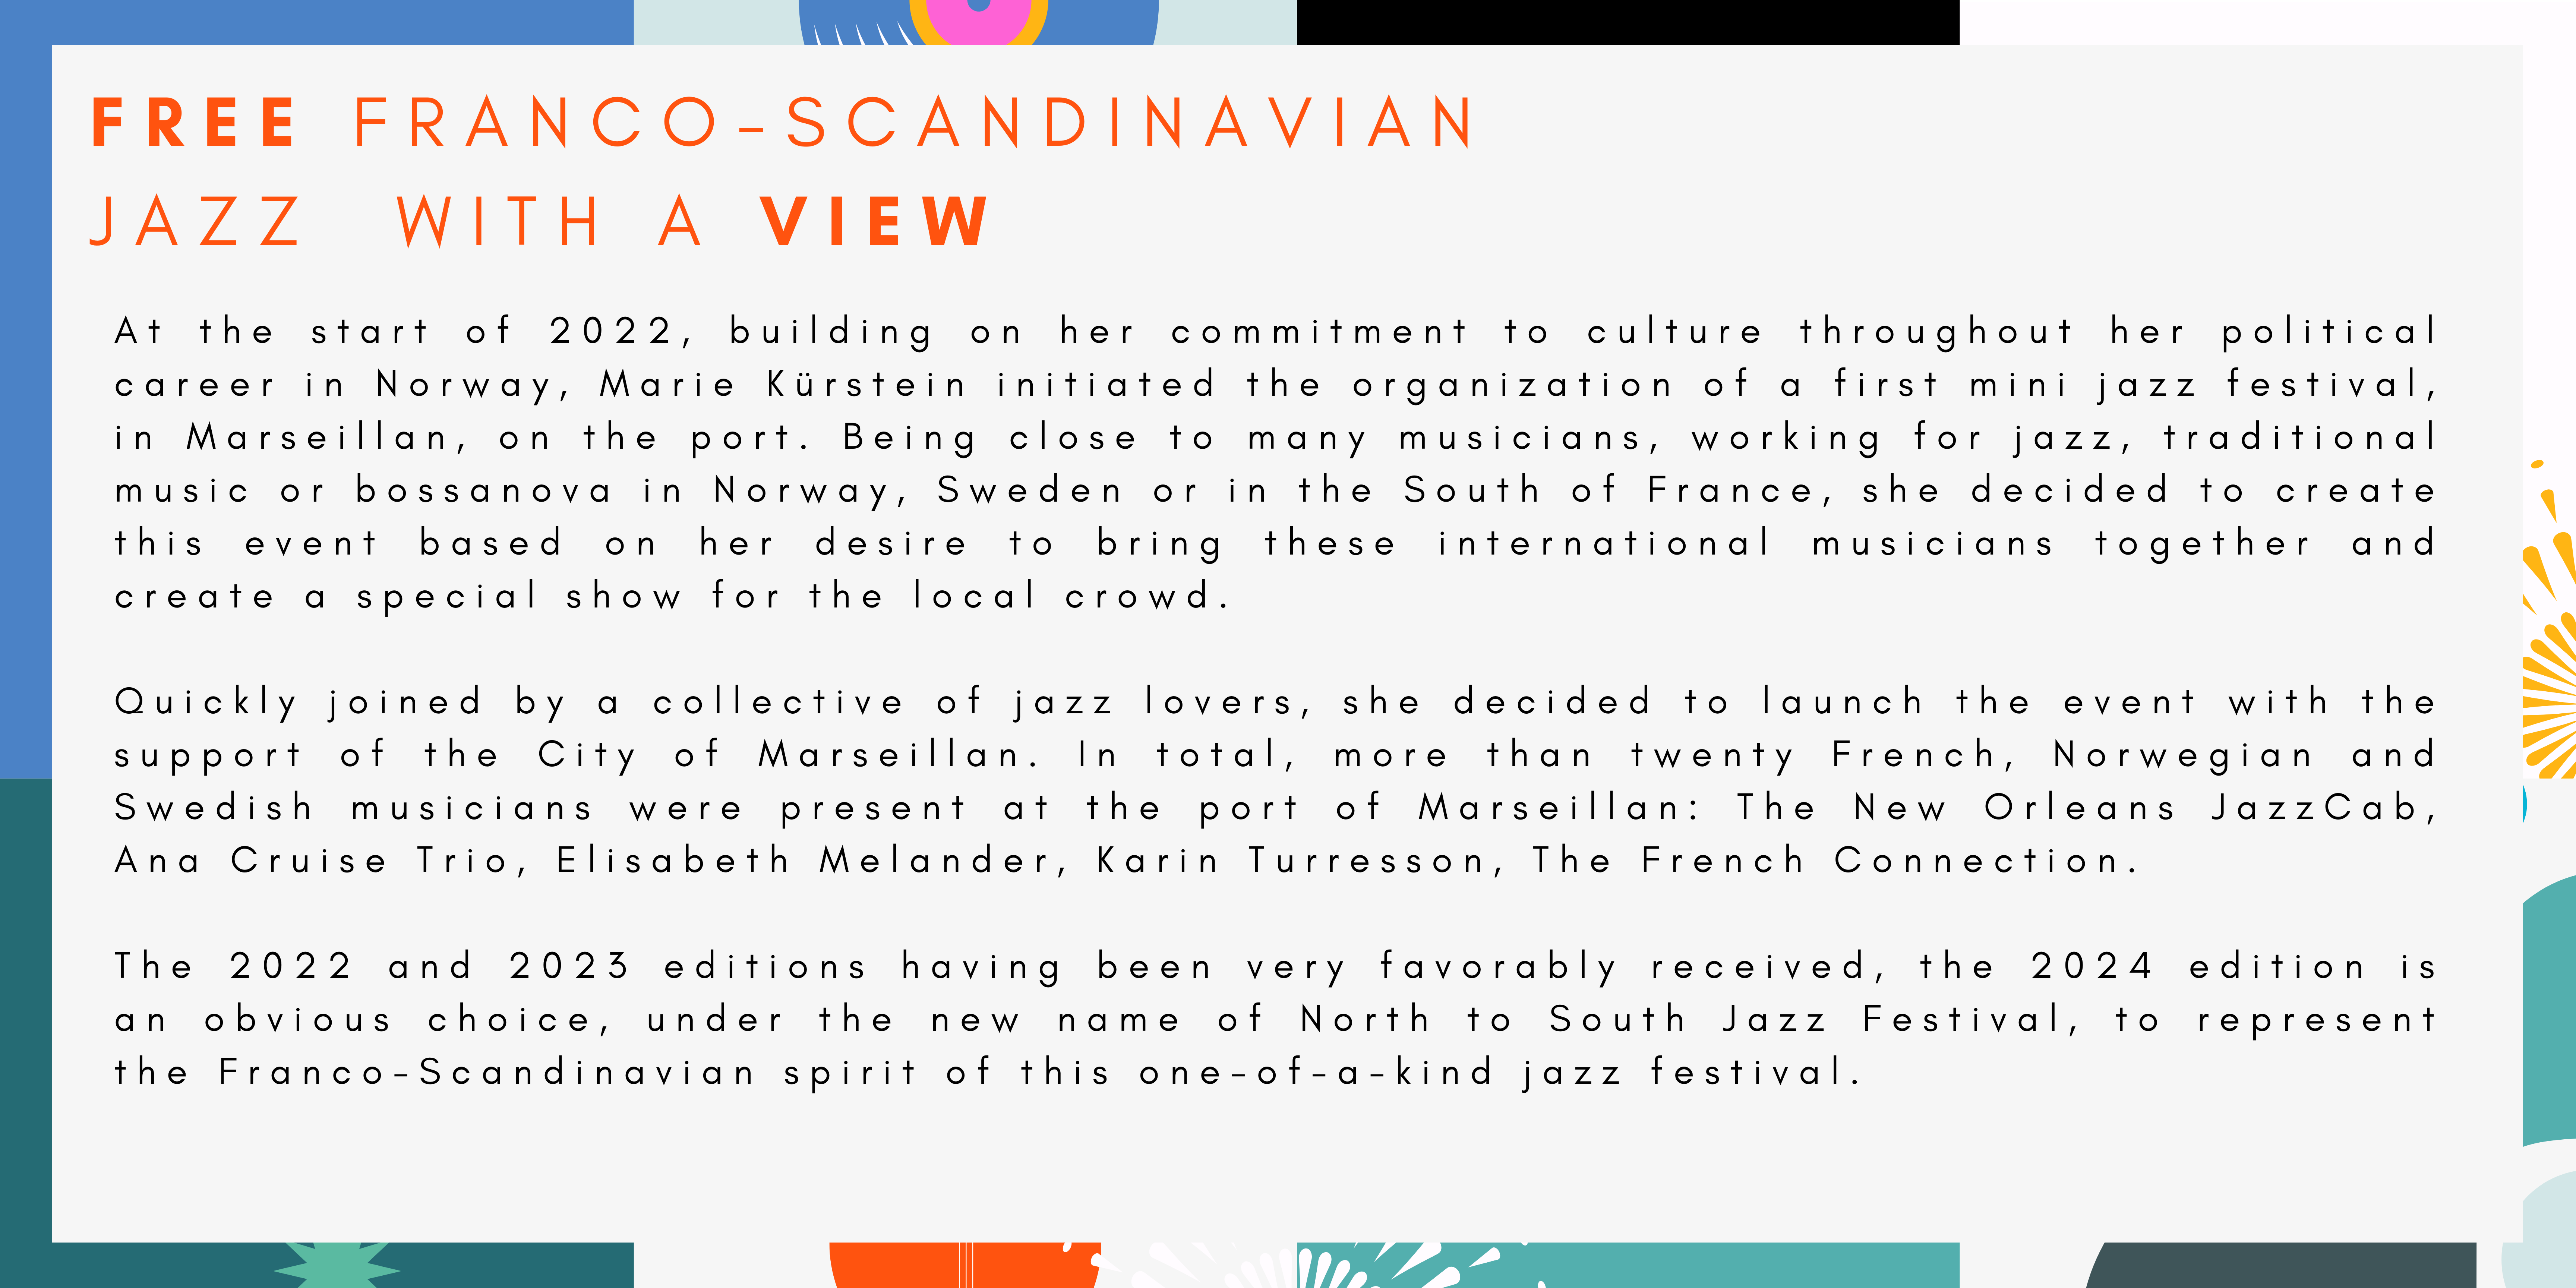 FREE FRANCO-SCANDINAVIAN
JAZZ WITH A VIEW
At the start of 2022, building on her commitment to culture throughout her political
career in Norway, Marie Kürstein initiated the organization of a first mini jazz festival,
in Marseillan, on the port. Being close to many musicians, working for jazz, traditional
music or bossanova in Norway, Sweden or in the South of France, she decided to create
this event based on her desire to bring these international musicians together and
create a special show for the local crowd.
Quickly joined by a collective of jazz lovers, she decided to launch the event with the
support of the City of Marseillan. In total, more than twenty French, Norwegian and
Swedish musicians were present at the port of Marseillan: The New Orleans JazzCab,
Ana Cruise Trio, Elisabeth Melander, Karin Turresson, The French Connection.
The 2022 and 2023 editions having been very favorably received, the 2024 edition is
an obvious choice, under the new name of North to South Jazz Festival, to represent
the Franco-Scandinavian spirit of this one-of-a-kind jazz festival.